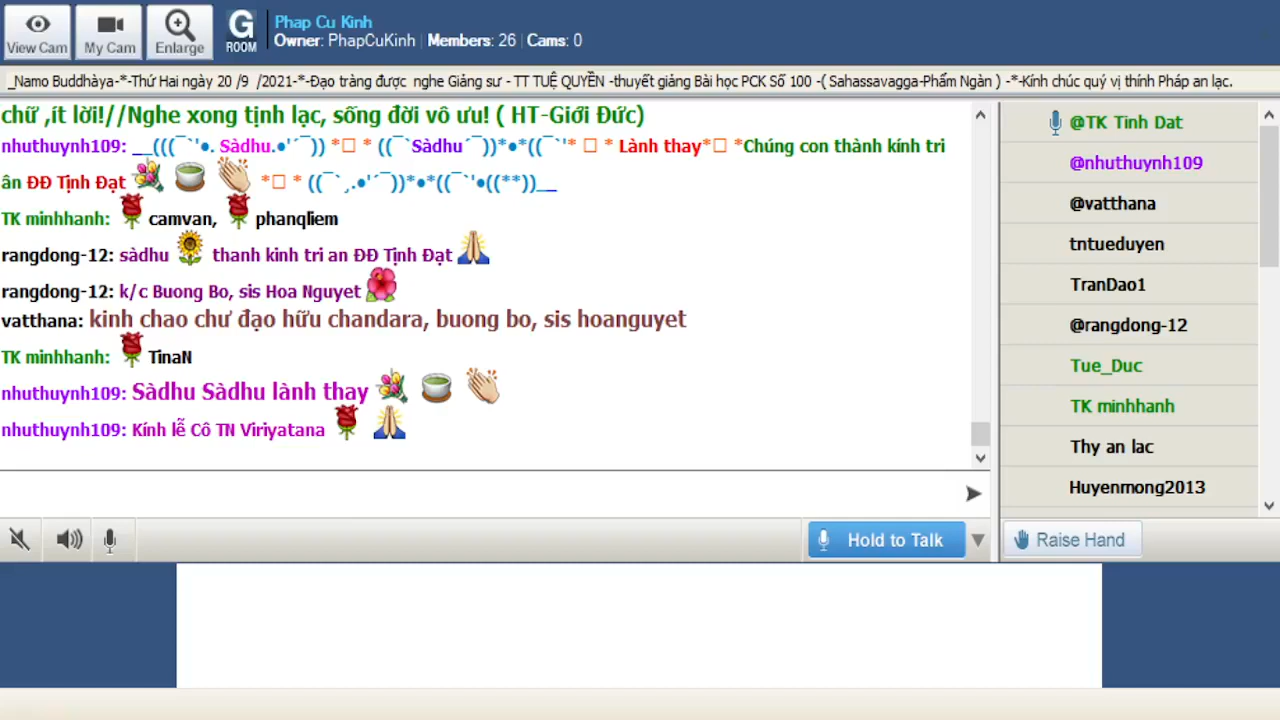 View Cam
My Cam
Enlarge
G
ROOM
Phap Cu Kinh
Owner: PhapCuKinh | Members: 26 | Cams: 0
_Namo Buddhàya-*-Thứ Hai ngày 20 /9 /2021-*-Đạo tràng được nghe Giảng sư - TT TUỆ QUYỀN -thuyết giảng Bài học PCK Số 100 -( Sahassavagga-Phẩm Ngàn ) -*-Kính chúc quý vị thính Pháp an lạc.
chữ ,ít lời!//Nghe xong tịnh lạc, sống đời vô ưu! ( HT-Giới Đức)
nhuthuynh109: __(((¯`'•. Sàdhu.•'´¯)) * * ((¯`Sàdhu´¯))*•*((¯`'* * Lành thay* *Chúng con thành kính tri
ân ĐĐ Tịnh Đạt * * ((¯`¸.•'´¯))*•*((¯`'•((**))__
TK minhhanh: camvan, phanqliem
rangdong-12: sàdhu thanh kinh tri an ĐĐ Tịnh Đạt
rangdong-12: k/c Buong Bo, sis Hoa Nguyet
vatthana: kinh chao chư đạo hữu chandara, buong bo, sis hoanguyet
TK minhhanh: TinaN
nhuthuynh109: Sàdhu Sàdhu lành thay
nhuthuynh109: Kính lễ Cô TN Viriyatana
Hold to Talk
@TK Tinh Dat
@nhuthuynh109
@vatthana
tntueduyen
TranDao1
@rangdong-12
Tue_Duc
TK minhhanh
Thy an lac
Huyenmong2013
Raise Hand